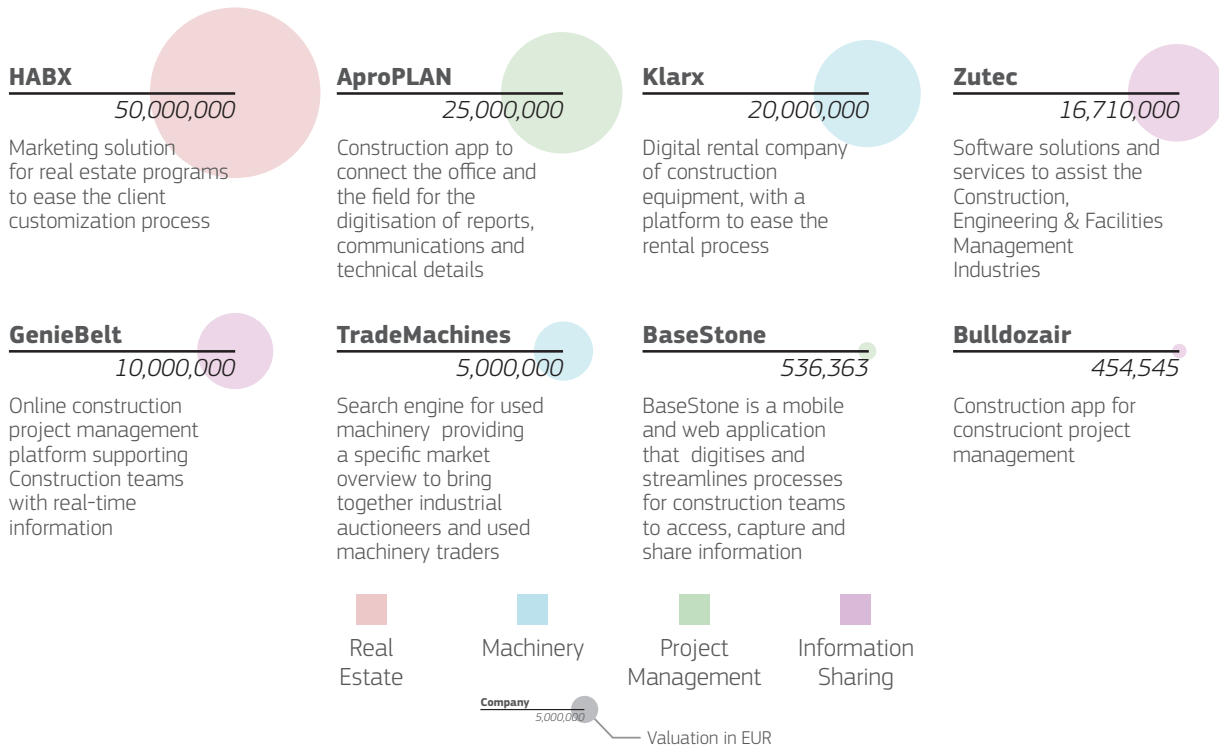 HABX
50,000,000
Marketing solution
for real estate programs
to ease the client
customization process
AproPLAN
25,000,000
Construction app to
connect the office and
the field for the
digitisation of reports,
communications and
technical details
Klarx
20,000,000
Digital rental company
of construction
equipment, with a
platform to ease the
rental process
Zutec
16,710,000
Software solutions and
services to assist the
Construction,
Engineering & Facilities
Management
Industries
GenieBelt
10,000,000
Online construction
project management
platform supporting
Construction teams
with real-time
information
TradeMachines
5,000,000
Search engine for used
machinery providing
a specific market
overview to bring
together industrial
auctioneers and used
machinery traders
BaseStone
536,363
BaseStone is a mobile
and web application
that digitises and
streamlines processes
for construction teams
to access, capture and
share information
Bulldozair
454,545
Construction app for
construciont project
management
Real
Estate
Machinery
Project
Management
Information
Sharing
Company
5,000,000
Valuation in EUR